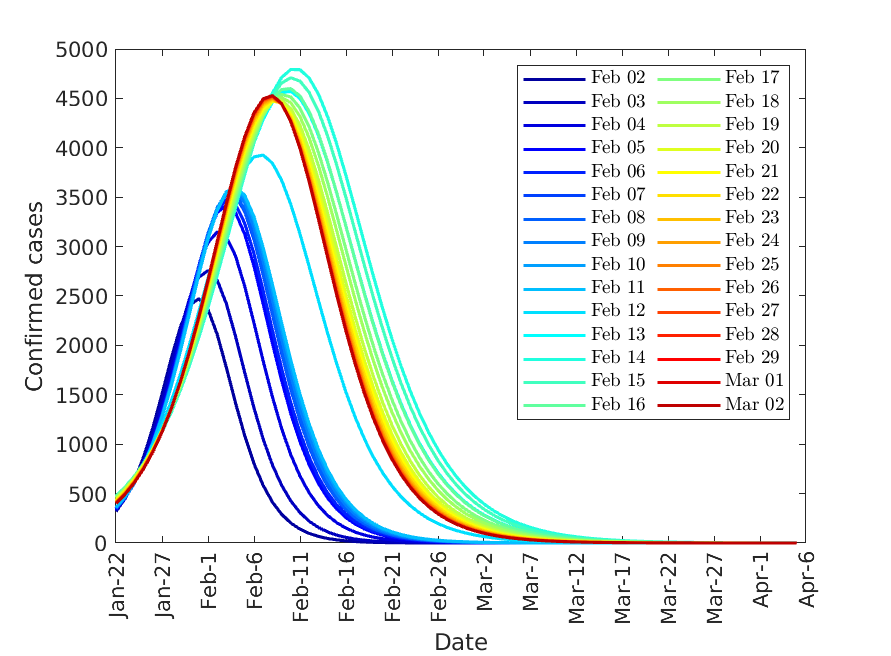 5000
4500
4000
3500
3000
2500
2000
1500
1000
500
0
Confirmed cases
Feb 02 Feb 17
Feb 03 Feb 18
Feb 04 Feb 19
Feb 05 Feb 20
Feb 06 Feb 21
Feb 07 Feb 22
Feb 08 Feb 23
Feb 09 Feb 24
Feb 10 Feb 25
Feb 11 Feb 26
Feb 12 Feb 27
Feb 13 Feb 28
Feb 14 Feb 29
Feb 15 Mar 01
Feb 16 Mar 02
Jan-22 Jan-27 Feb-1 Feb-6 Feb-11 Feb-16 Feb-21 Feb-26 Mar-2 Mar-7 Mar-12 Mar-17 Mar-22 Mar-27 Apr-1 Apr-6
Date